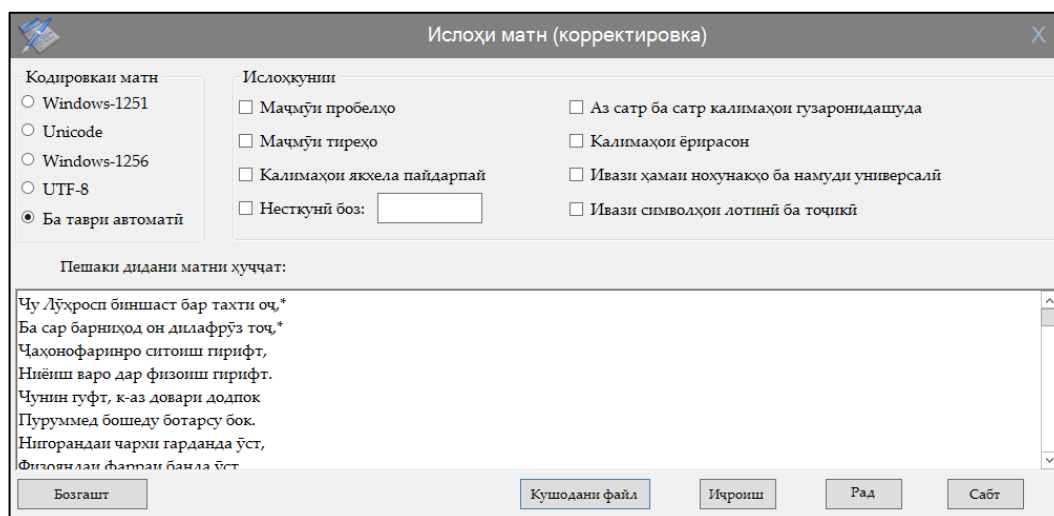 Ислоҳи матн (корректировка) X
Кодировкаи матн
Windows-1251
Unicode
Windows-1256
UTF-8
Ба таври автоматӣ
Ислоҳкунии
Маҷмӯи пробелҳо
Маҷмӯи тиреҳо
Калимаҳои якхела пайдарпай
Несткунӣ боз:
Аз сатр ба сатр калимаҳои гузаронидашуда
Калимаҳои ёрирасон
Ивази ҳамаи нохунакҳо ба намуди универсалӣ
Ивази символҳои лотинӣ ба тоҷикӣ
Пешаки дидани матни ҳуҷҷат:
Чу Лӯҳросп биншаст бар тахти оҷ,*
Ба сар барниҳод он дилафрӯз тоҷ,*
Ҷаҳонофаринро ситоиш гирифт,
Ниёиш варо дар физоиш гирифт.
Чунин гуфт, к-аз довари додпок
Пуруммед бошеду ботарсу бок.
Нигорандаи чархи гарданда ӯст,
Физояндаи фарраи банда ӯст
Бозгашт
Кушодани файл
Иҷроиш
Рад
Сабт